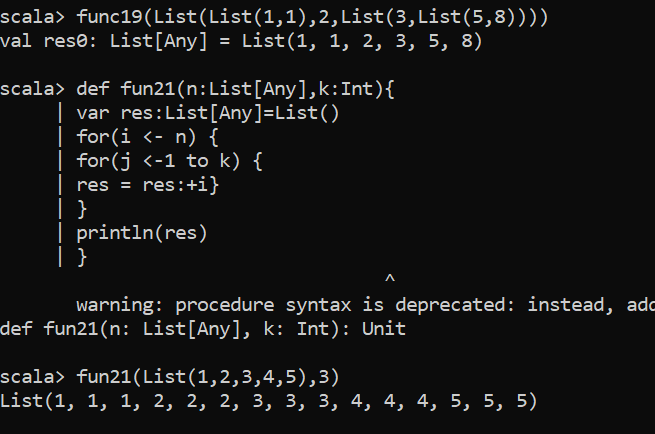 scala> func19(List(List(1,1),2,List(3,List(5,8))))
val res0: List[Any] = List(1, 1, 2, 3, 5, 8)
scala> def fun21(n:List[Any],k:Int){
| var res:List[Any]=List()
| for(i <- n) {
| for(j <-1 to k) {
| res = res:+i}
| }
| println(res)
| }
^
warning: procedure syntax is deprecated: instead, add
def fun21(n: List[Any], k: Int): Unit
scala> fun21(List(1,2,3,4,5),3)
List(1, 1, 1, 2, 2, 2, 3, 3, 3, 4, 4, 4, 5, 5, 5)